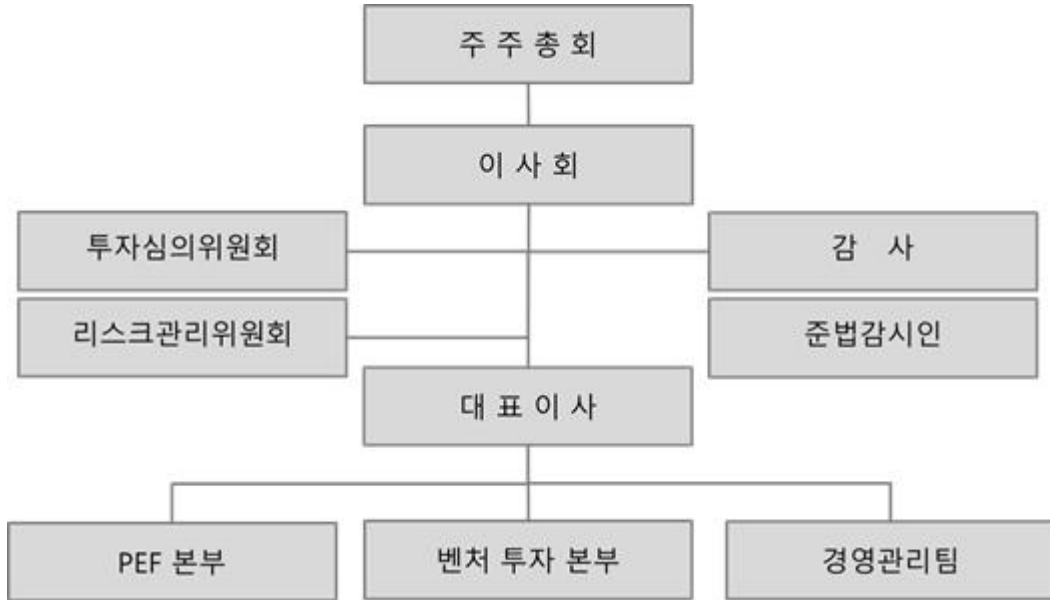 주 주 총 회
이 사 회
투자심의위원회
감 사
리스크관리위원회
준법감시인
대 표 이 사
PEF 본부
벤처 투자 본부
경영관리팀